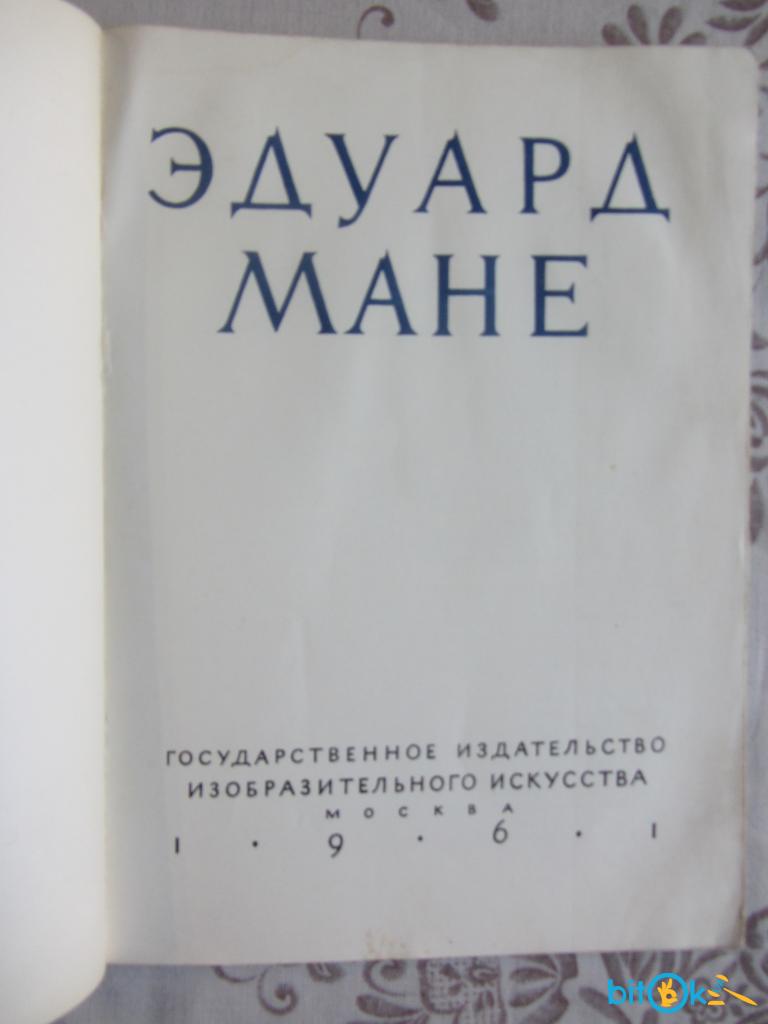 ЭДУАРД
МАНЕ
ГОСУДАРСТВЕННОЕ ИЗДАТЕЛЬСТВО
ИЗОБРАЗИТЕЛЬНОГО ИСКУССТВА
МОСКВА
1 · 9 · 6 · 1
bitOk